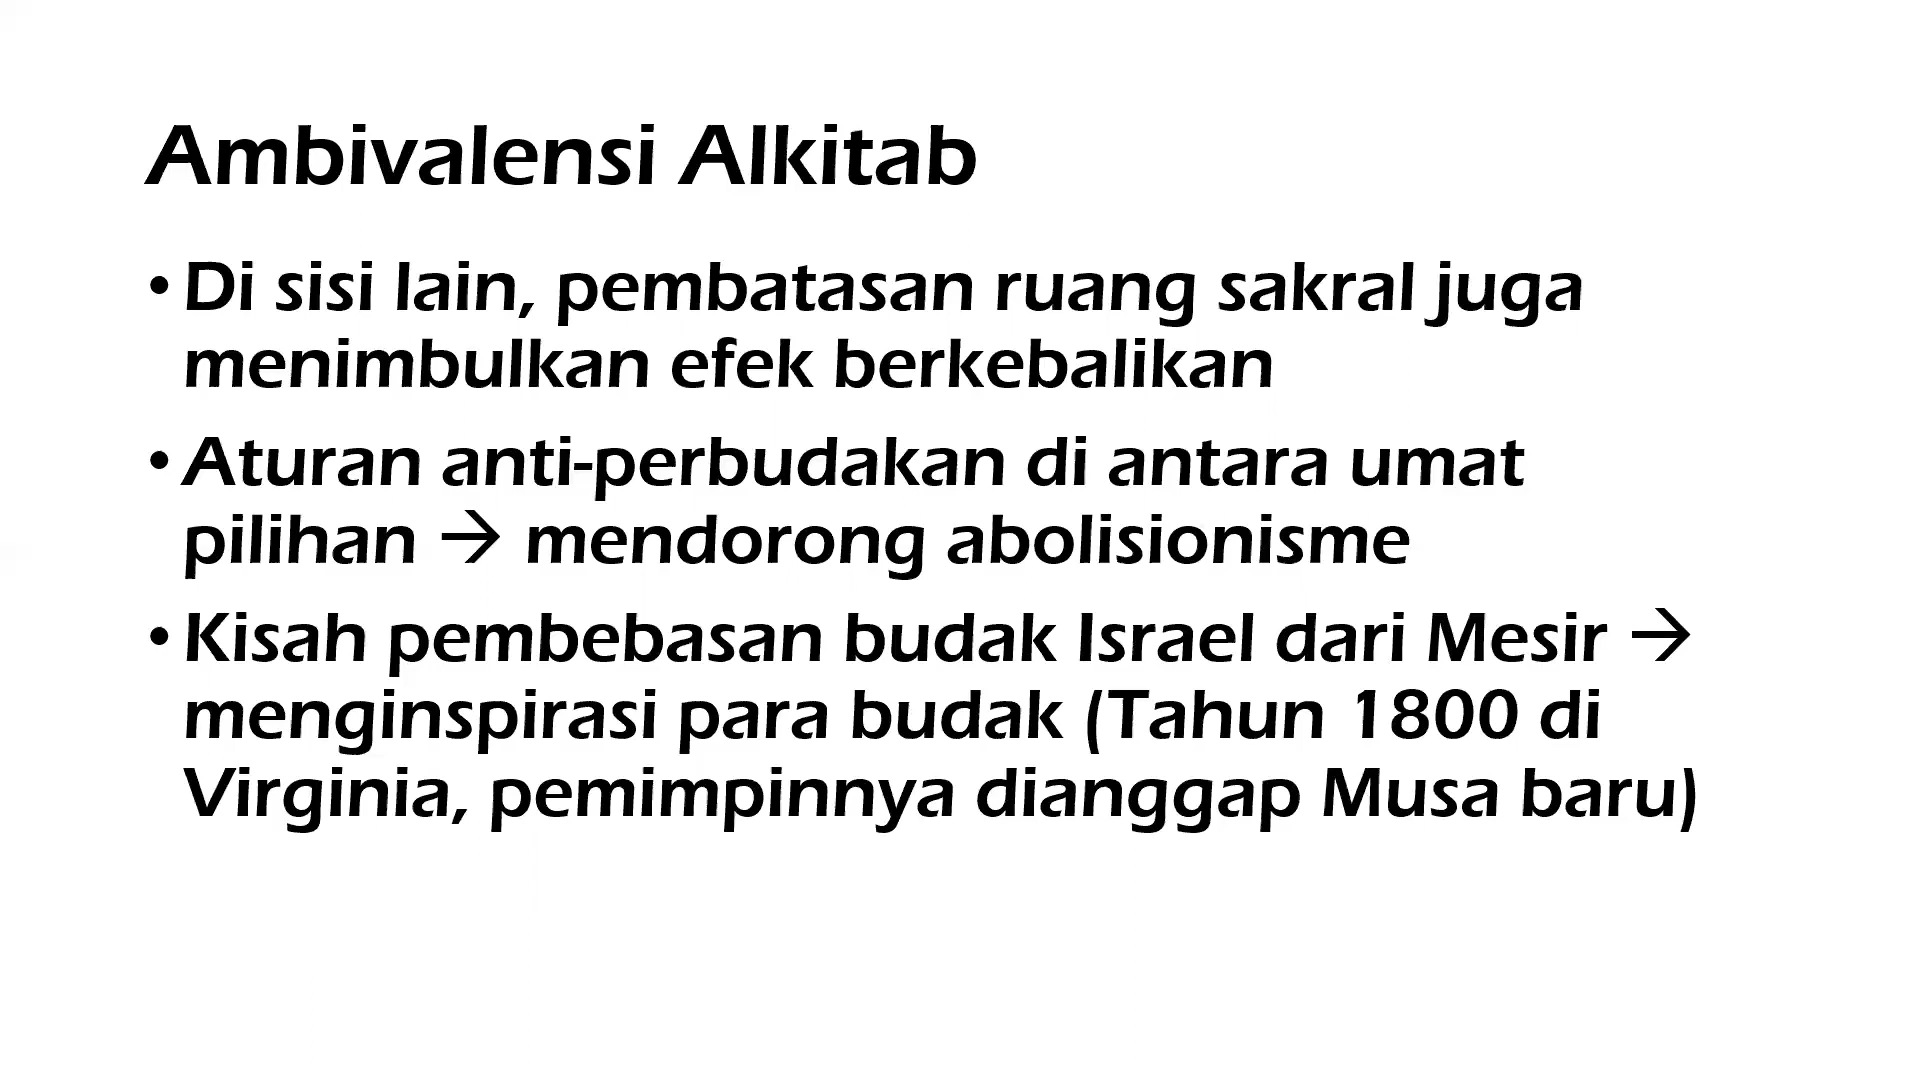 Ambivalensi Alkitab
• Di sisi lain, pembatasan ruang sakral juga
menimbulkan efek berkebalikan
• Aturan anti-perbudakan di antara umat
pilihan → mendorong abolisionisme
• Kisah pembebasan budak Israel dari Mesir →
menginspirasi para budak (Tahun 1800 di
Virginia, pemimpinnya dianggap Musa baru)